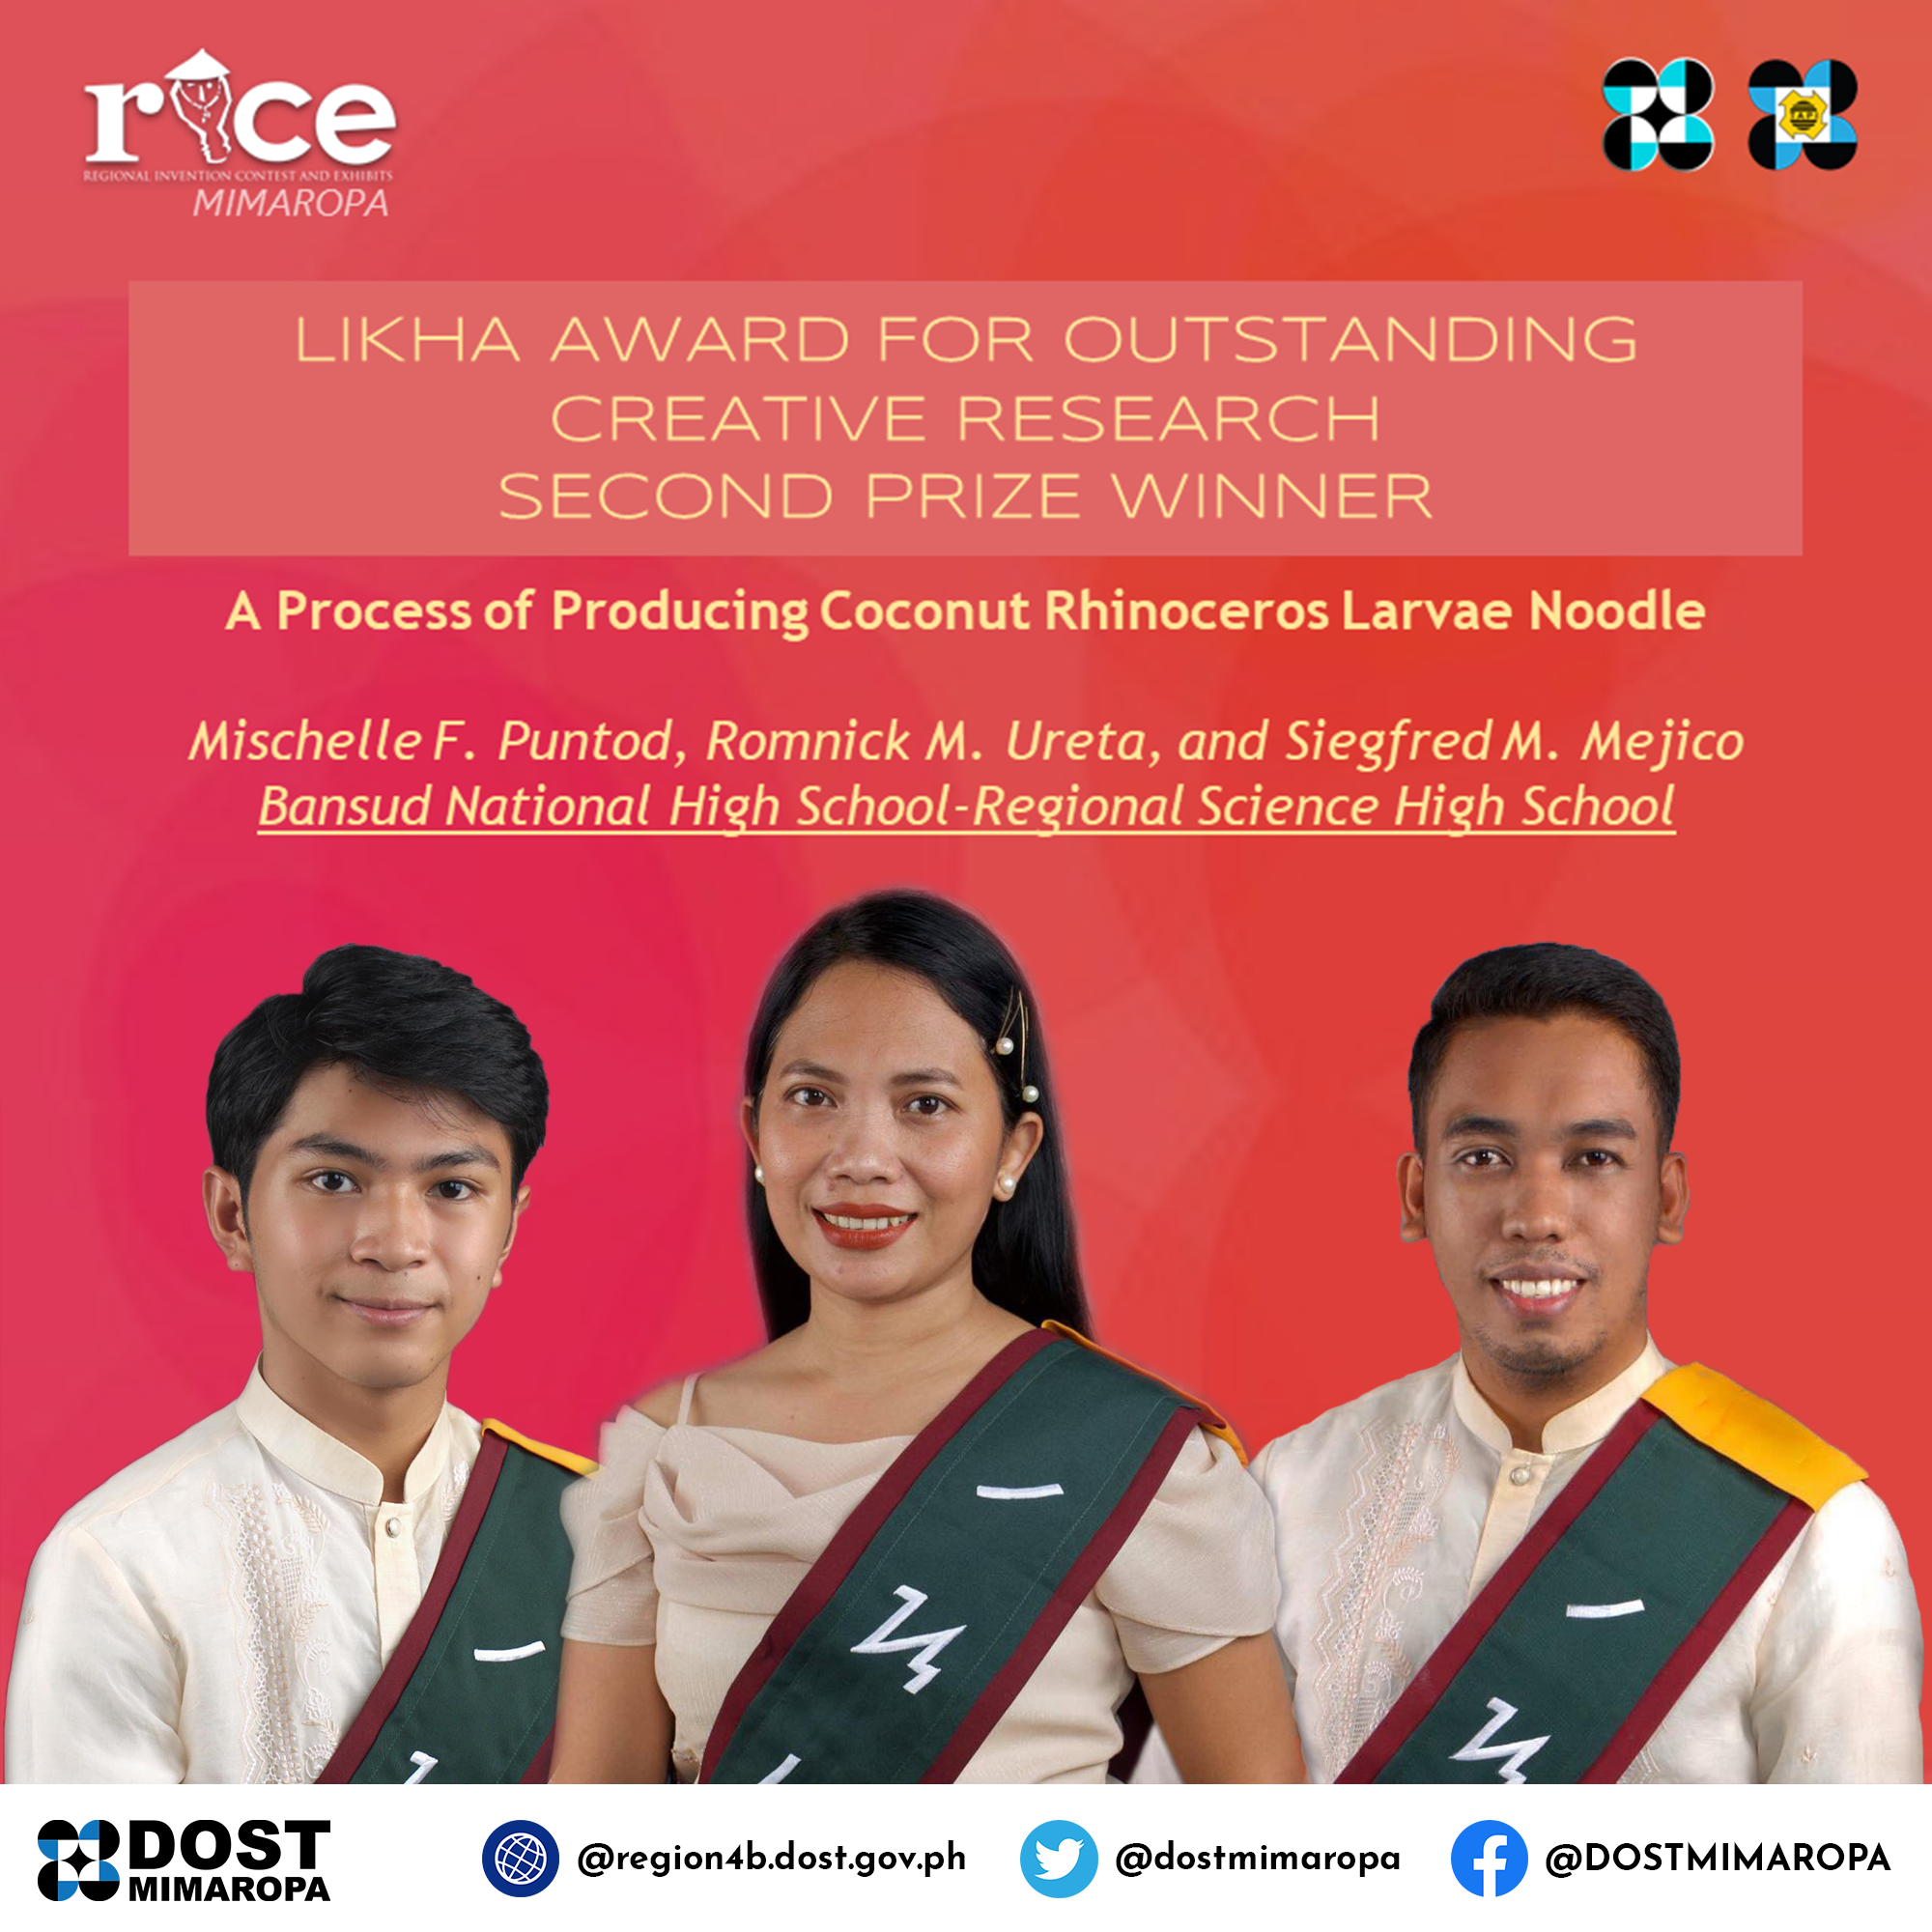 rice
REGIONAL INVENTION CONTEST AND EXHIBITS
MIMAROPA
TAPI
LIKHA AWARD FOR OUTSTANDING
CREATIVE RESEARCH
SECOND PRIZE WINNER
A Process of Producing Coconut Rhinoceros Larvae Noodle
Mischelle F. Puntod, Romnick M. Ureta, and Siegfred M. Mejico
Bansud National High School-Regional Science High School
DOST
MIMAROPA
@region4b.dost.gov.ph
@dostmimaropa
@DOSTMIMAROPA